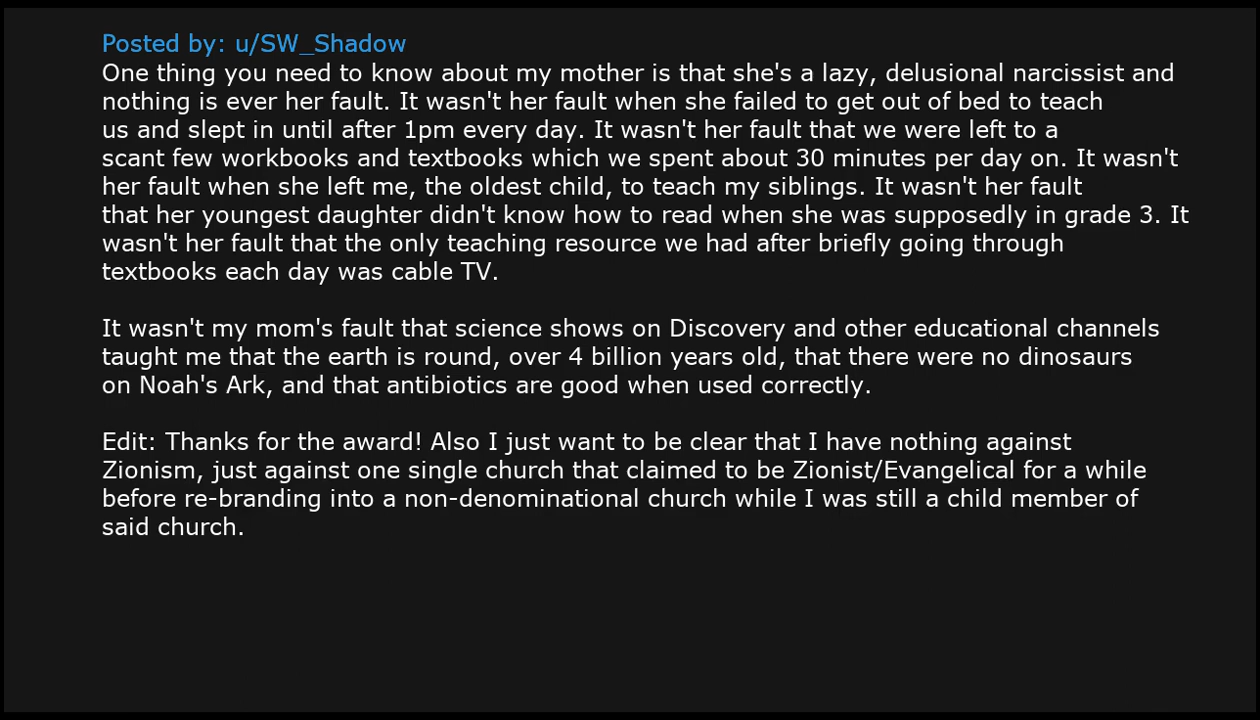 Posted by: u/SW_Shadow
One thing you need to know about my mother is that she's a lazy, delusional narcissist and
nothing is ever her fault. It wasn't her fault when she failed to get out of bed to teach
us and slept in until after 1pm every day. It wasn't her fault that we were left to a
scant few workbooks and textbooks which we spent about 30 minutes per day on. It wasn't
her fault when she left me, the oldest child, to teach my siblings. It wasn't her fault
that her youngest daughter didn't know how to read when she was supposedly in grade 3. It
wasn't her fault that the only teaching resource we had after briefly going through
textbooks each day was cable TV.
It wasn't my mom's fault that science shows on Discovery and other educational channels
taught me that the earth is round, over 4 billion years old, that there were no dinosaurs
on Noah's Ark, and that antibiotics are good when used correctly.
Edit: Thanks for the award! Also I just want to be clear that I have nothing against
Zionism, just against one single church that claimed to be Zionist/Evangelical for a while
before re-branding into a non-denominational church while I was still a child member of
said church.